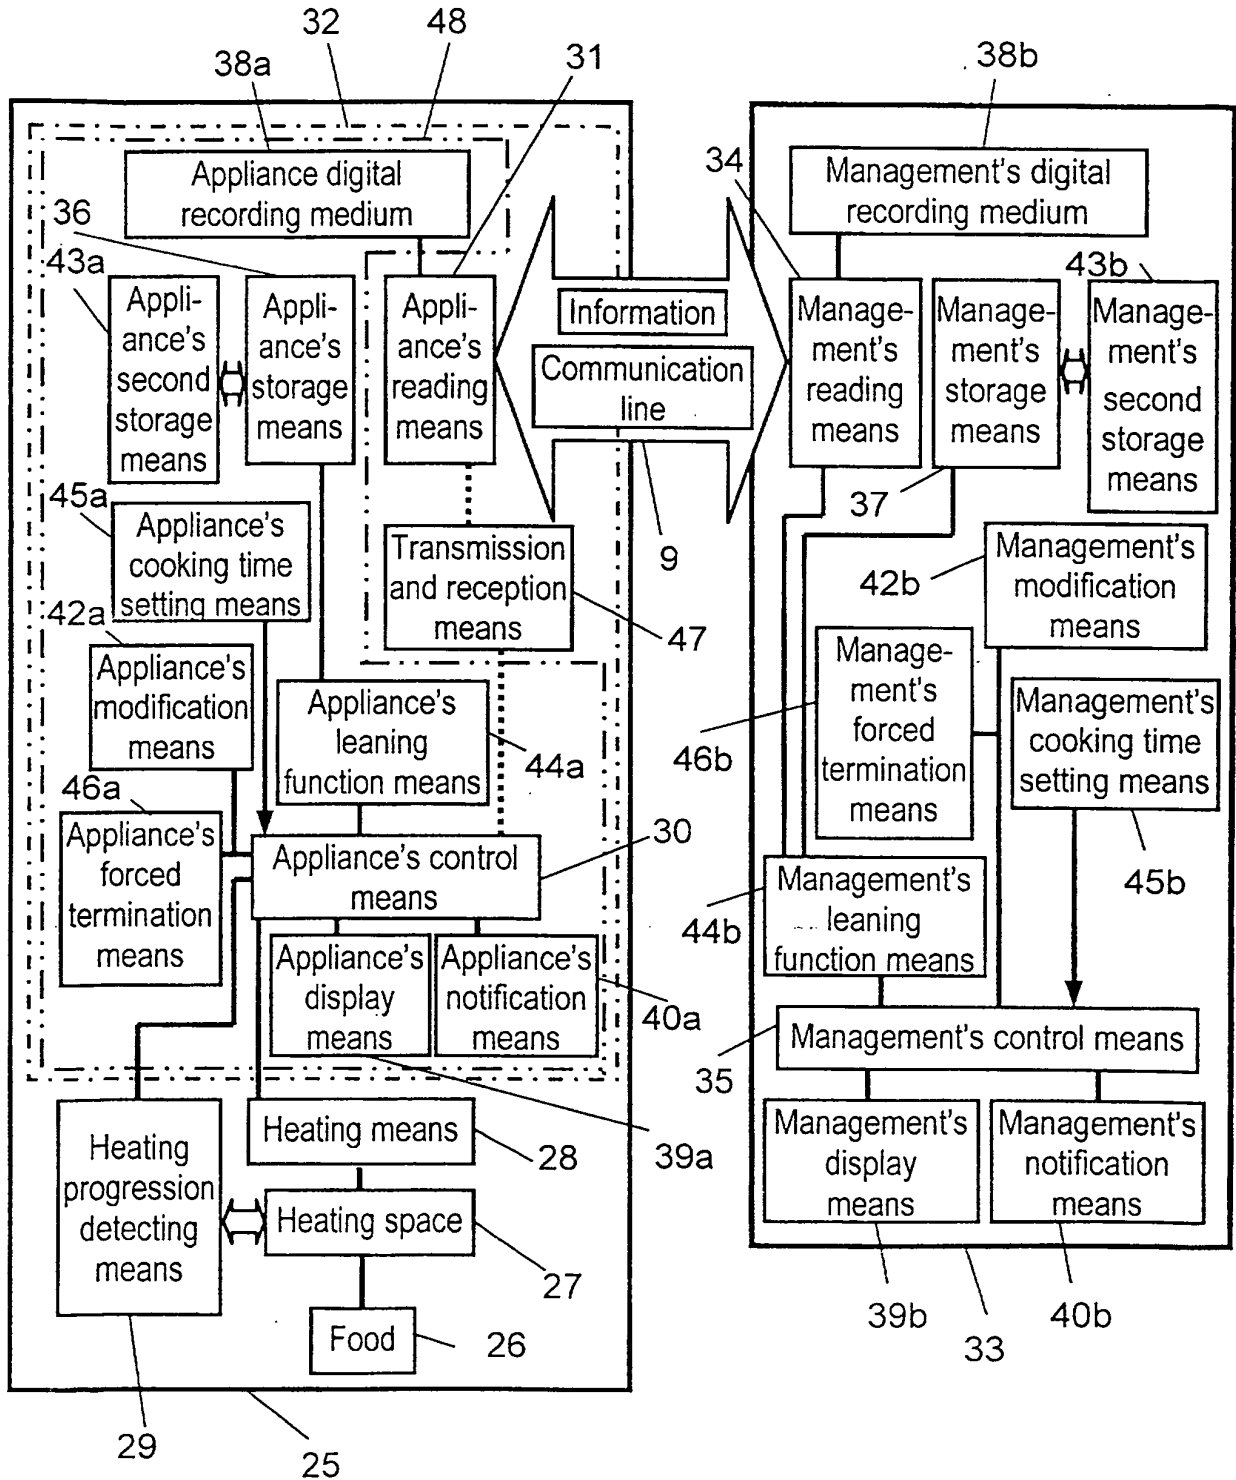 32
48
38a
31
38b
Appliance digital
recording medium
36
43a
Appli-
ance's
second
storage
means
Appli-
ance's
storage
means
Appli-
ance's
reading
means
Information
Communication
line
9
34
Management's digital
recording medium
43b
Manage-
ment's
reading
means
Manage-
ment's
storage
means
Manage-
ment's
second
storage
means
37
45a
Appliance's
cooking time
setting means
Transmission
and reception
means
47
42a
Appliance's
modification
means
Appliance's
leaning
function means
44a
46a
Appliance's
forced
termination
means
Appliance's control
means
30
Appliance's
display
means
Appliance's
notification
means
40a
39a
Heating
progression
detecting
means
Heating means
28
Heating space
27
Food
26
29
25
42b
Management's
modification
means
Manage-
ment's
forced
termination
means
46b
Management's
cooking time
setting means
45b
Management's
leaning
function means
44b
Management's control means
35
Management's
display
means
Management's
notification
means
39b
40b
33